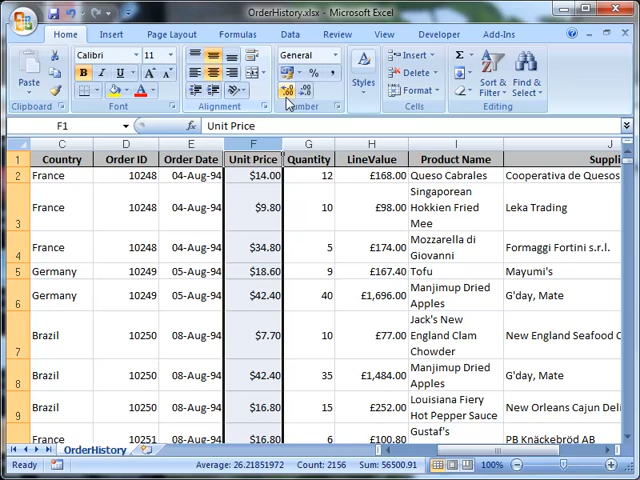 OrderHistory.xlsx - Microsoft Excel
Home Insert Page Layout Formulas Data Review View Developer Add-Ins
Paste Calibri 11 General Styles Insert Delete Format Sort & Filter Find & Select
B I U
Clipboard Font Alignment Number Cells Editing
F1 fx Unit Price
C D E F G H I J
1 Country Order ID Order Date Unit Price Quantity LineValue Product Name Suppli
2 France 10248 04-Aug-94 $14.00 12 £168.00 Queso Cabrales Cooperativa de Quesos
3 France 10248 04-Aug-94 $9.80 10 £98.00 Singaporean Hokkien Fried Mee Leka Trading
4 France 10248 04-Aug-94 $34.80 5 £174.00 Mozzarella di Giovanni Formaggi Fortini s.r.l.
5 Germany 10249 05-Aug-94 $18.60 9 £167.40 Tofu Mayumi's
6 Germany 10249 05-Aug-94 $42.40 40 £1,696.00 Manjimup Dried Apples G'day, Mate
7 Brazil 10250 08-Aug-94 $7.70 10 £77.00 Jack's New England Clam Chowder New England Seafood C
8 Brazil 10250 08-Aug-94 $42.40 35 £1,484.00 Manjimup Dried Apples G'day, Mate
9 Brazil 10250 08-Aug-94 $16.80 15 £252.00 Louisiana Fiery Hot Pepper Sauce New Orleans Cajun Deli
France 10251 08-Aug-94 $16.80 6 £100.80 Gustaf's PB Knäckebröd AB
OrderHistory
Ready Average: 26.21851972 Count: 2156 Sum: 56500.91 100%